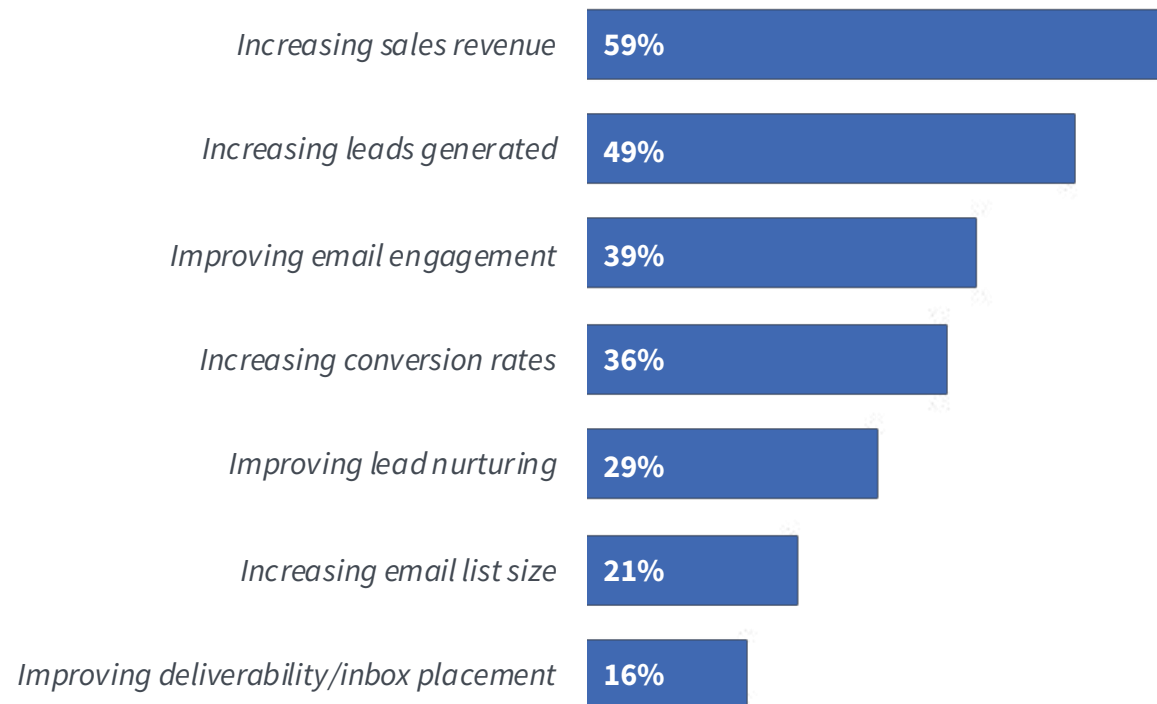 Increasing sales revenue 59%
Increasing leads generated 49%
Improving email engagement 39%
Increasing conversion rates 36%
Improving lead nurturing 29%
Increasing email list size 21%
Improving deliverability/inbox placement 16%